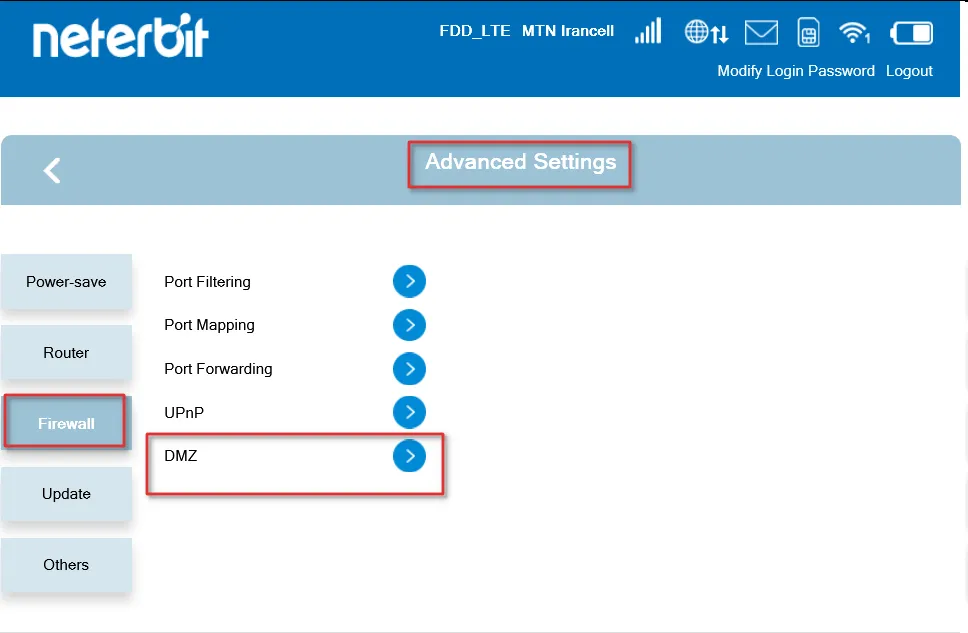 neterbit
FDD_LTE MTN Irancell 1
Modify Login Password Logout
Advanced Settings
Power-save
Port Filtering
Port Mapping
Router
Port Forwarding
UPnP
Firewall
DMZ
Update
Others